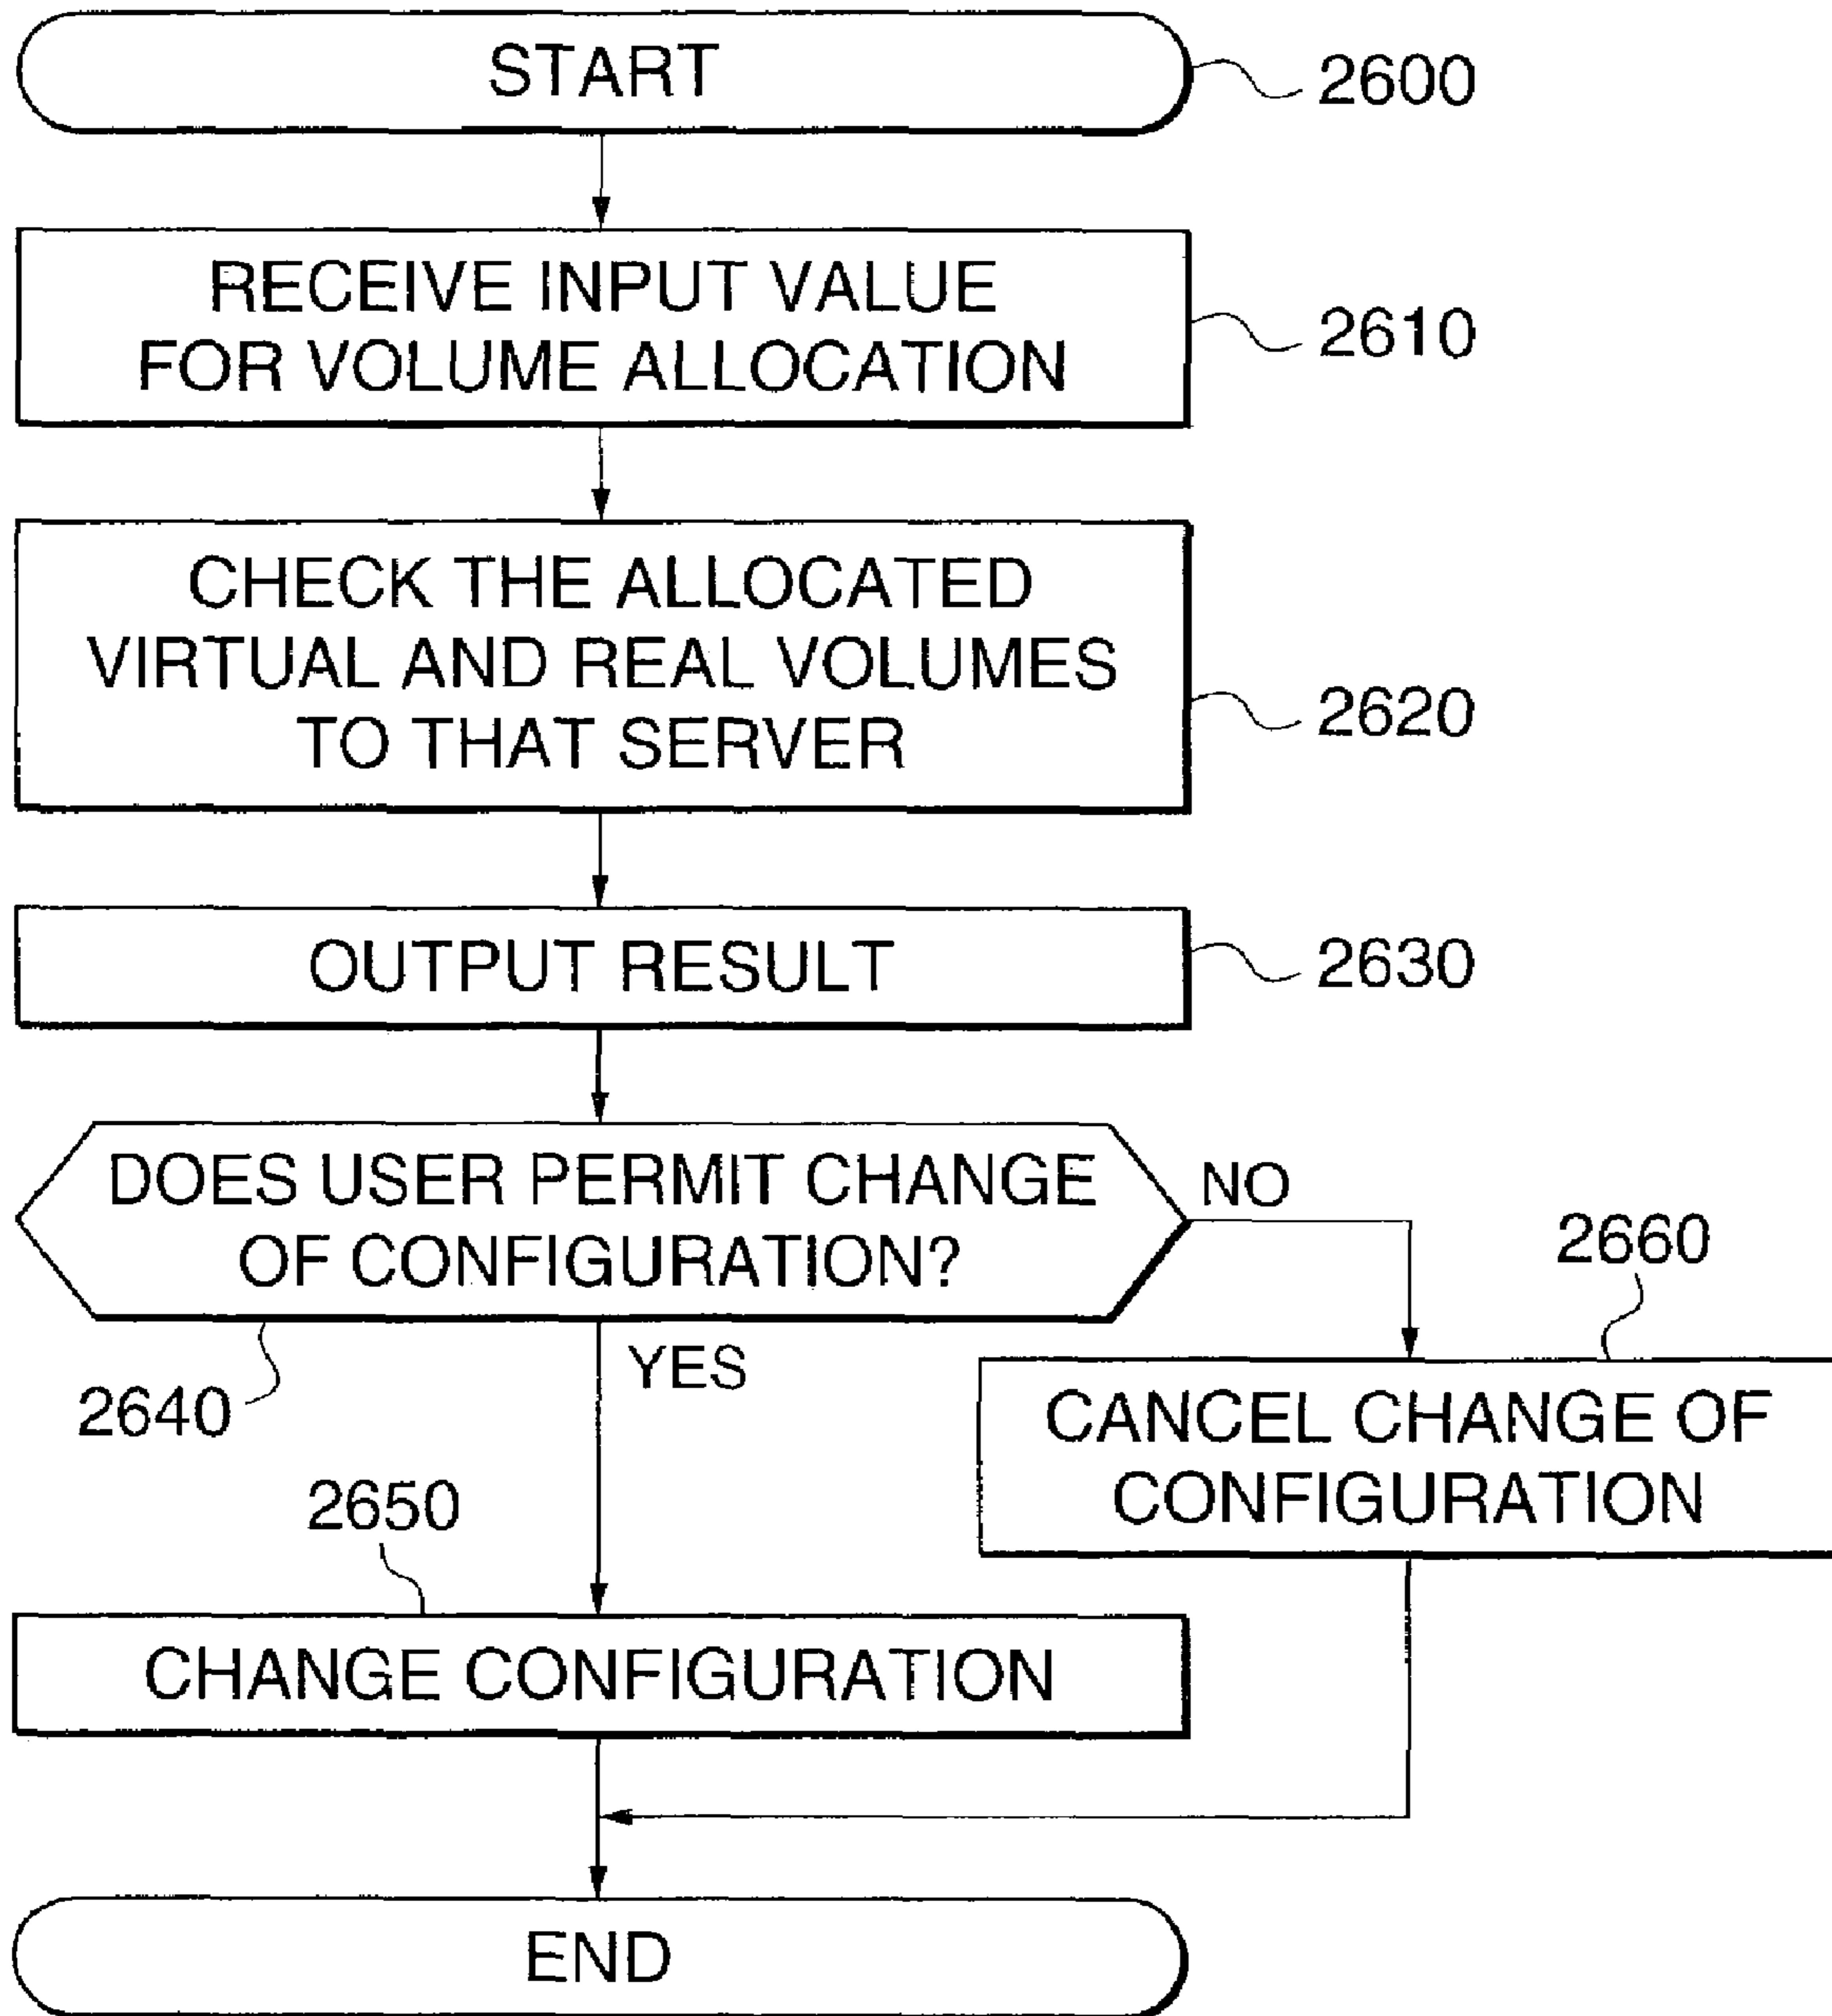 START
2600
RECEIVE INPUT VALUE
FOR VOLUME ALLOCATION
2610
CHECK THE ALLOCATED
VIRTUAL AND REAL VOLUMES
TO THAT SERVER
2620
OUTPUT RESULT
2630
DOES USER PERMIT CHANGE
OF CONFIGURATION?
NO
2660
2640
YES
CANCEL CHANGE OF
CONFIGURATION
2650
CHANGE CONFIGURATION
END